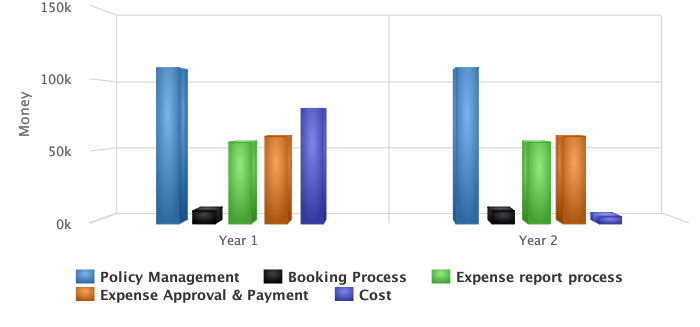 150k
100k
50k
0k
Money
Year 1
Year 2
Policy Management
Booking Process
Expense report process
Expense Approval & Payment
Cost